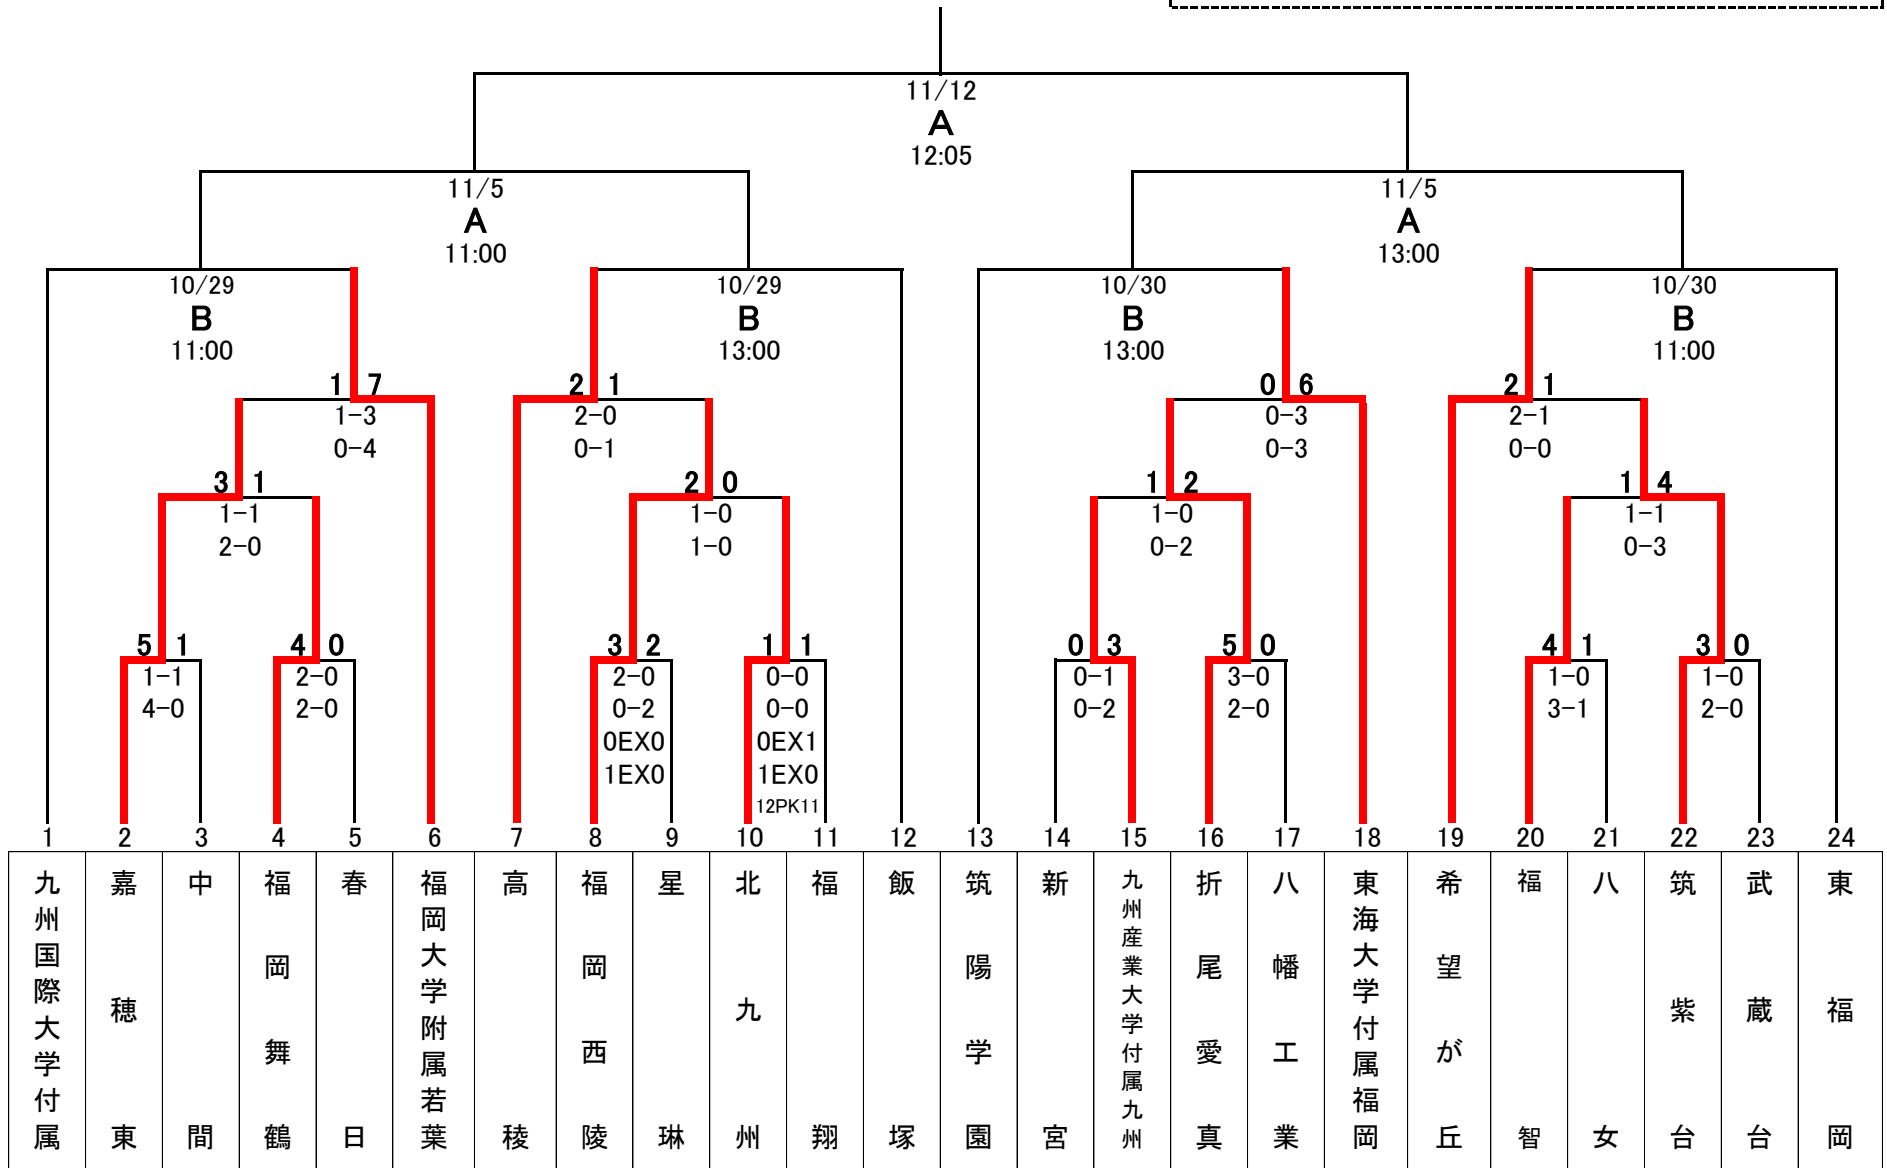 11/12
A
12:05
11/5
A
11:00
11/5
A
13:00
10/29
B
11:00
10/29
B
13:00
10/30
B
13:00
10/30
B
11:00
1 7
1-3
0-4
2 1
2-0
0-1
0 6
0-3
0-3
2 1
2-1
0-0
3 1
1-1
2-0
2 0
1-0
1-0
1 2
1-0
0-2
1 4
1-1
0-3
5 1
1-1
4-0
4 0
2-0
2-0
3 2
2-0
0-2
0EX0
1EX0
1 1
0-0
0-0
0EX1
1EX0
12PK11
0 3
0-1
0-2
5 0
3-0
2-0
4 1
1-0
3-1
3 0
1-0
2-0
1 2 3 4 5 6 7 8 9 10 11 12 13 14 15 16 17 18 19 20 21 22 23 24
九州国際大学付属
嘉穂東
中間
福岡舞鶴
春日
福岡大学附属若葉
高稜
福岡西陵
星琳
北九州
福翔
飯塚
筑陽学園
新宮
九州産業大学付属九州
折尾愛真
八幡工業
東海大学付属福岡
希望が丘
福智
八女
筑紫台
武蔵台
東福岡